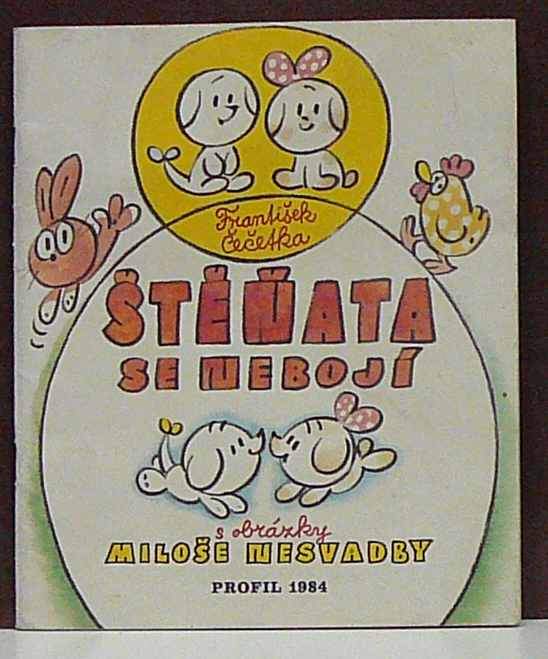 František
Čečetka
ŠTĚŇATA
SE NEBOJÍ
s obrázky
MILOŠE NESVADBY
PROFIL 1984